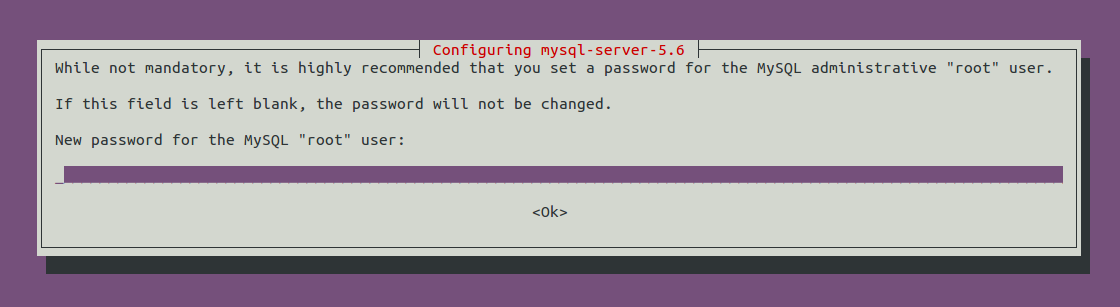 Configuring mysql-server-5.6
While not mandatory, it is highly recommended that you set a password for the MySQL administrative "root" user.
If this field is left blank, the password will not be changed.
New password for the MySQL "root" user:
<Ok>